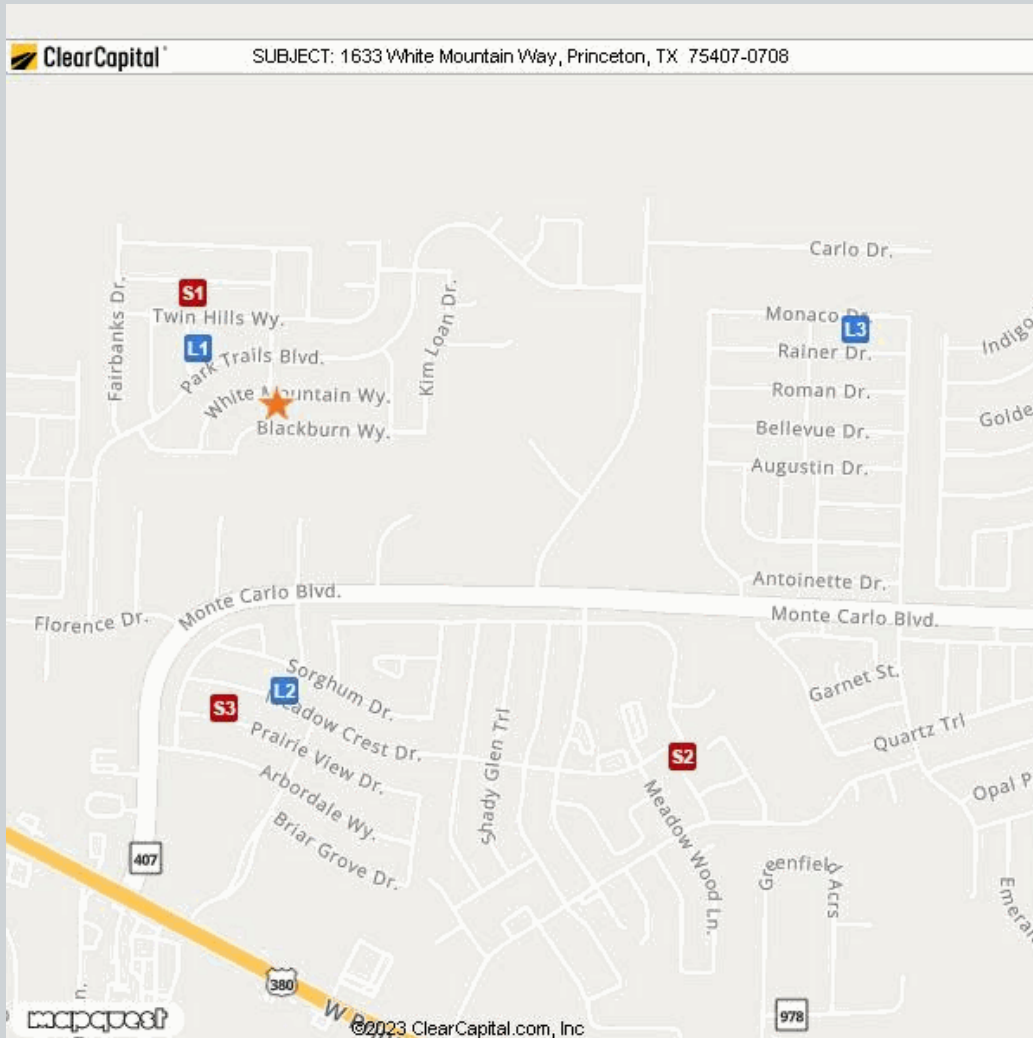 ClearCapital
SUBJECT: 1633 White Mountain Way, Princeton, TX 75407-0708
Carlo Dr.
Fairbanks Dr.
S1
Twin Hills Wy.
Kim Loan Dr.
Monaco Dr.
L3
L1
Park Trails Blvd.
Rainer Dr.
White Mountain Wy.
Roman Dr.
Blackburn Wy.
Bellevue Dr.
Augustin Dr.
Antoinette Dr.
Monte Carlo Blvd.
Monte Carlo Blvd.
Florence Dr.
Sorghum Dr.
L2
Meadow Crest Dr.
S3
Prairie View Dr.
Garnet St.
Quartz Trl
Shady Glen Trl
S2
Arbordale Wy.
Briar Grove Dr.
Meadow Wood Ln.
Opal P
407
Greenfield
Acrs
380
978
mapquest
©2023 ClearCapital.com, Inc